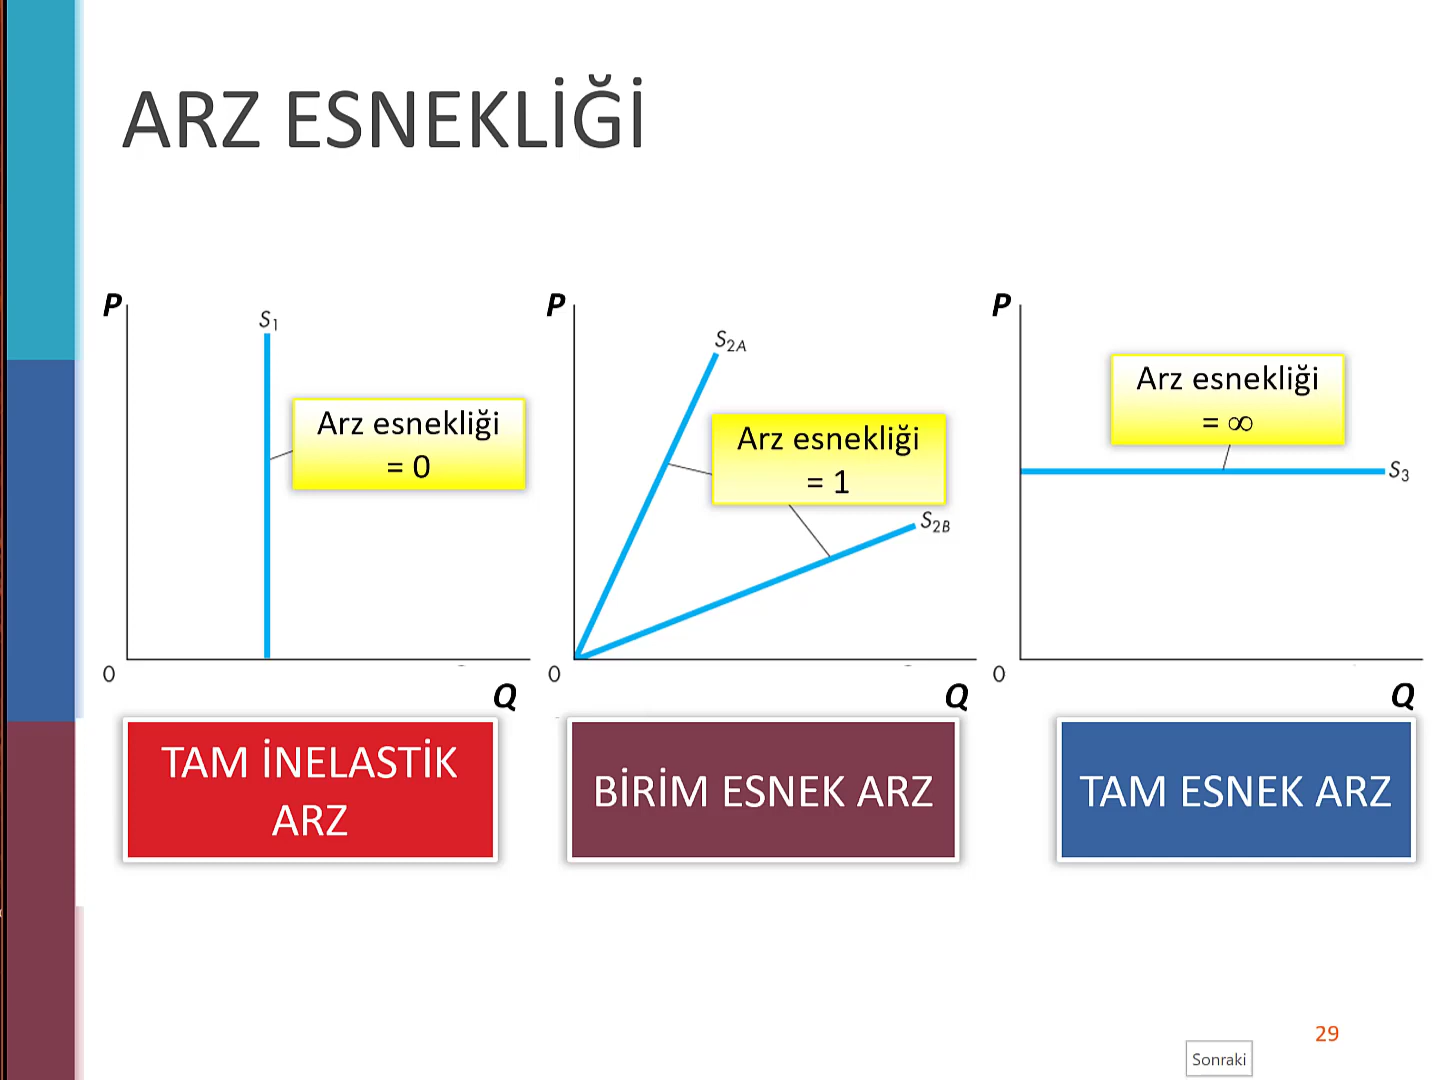 ARZ ESNEKLİĞİ
P
S1
Arz esnekliği
= 0
0
Q
TAM İNELASTİK
ARZ
P
S2A
Arz esnekliği
= 1
S2B
0
Q
BİRİM ESNEK ARZ
P
Arz esnekliği
= ∞
S3
0
Q
TAM ESNEK ARZ
29
Sonraki